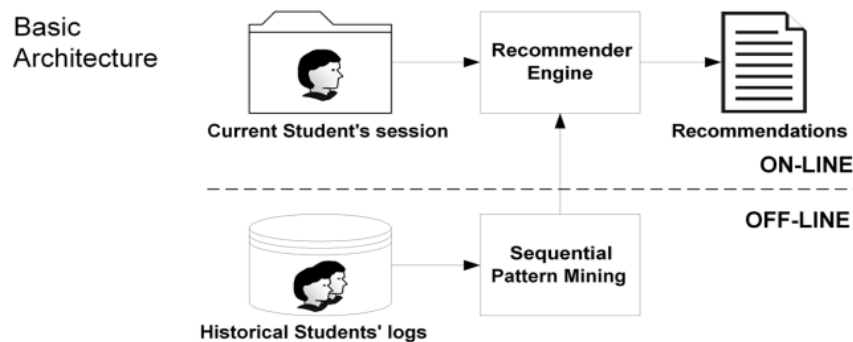 Basic
Architecture
Recommender
Engine
Current Student's session
Recommendations
ON-LINE
OFF-LINE
Sequential
Pattern Mining
Historical Students' logs